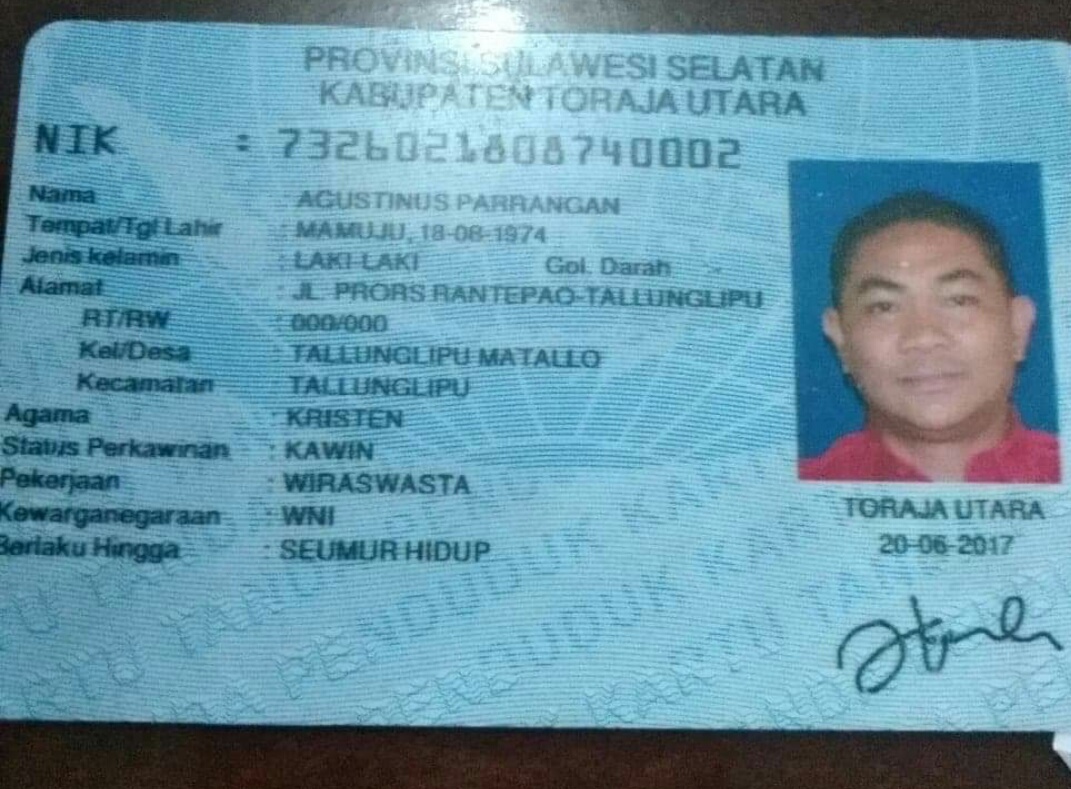 PROVINSI SULAWESI SELATAN
KABUPATEN TORAJA UTARA
NIK : 7326021808740002
Nama : AGUSTINUS PARRANGAN
Tempat/Tgl Lahir : MAMUJU, 18-08-1974
Jenis kelamin : LAKI-LAKI Gol. Darah -
Alamat : JL. PRORS RANTEPAO-TALLUNGLIPU
RT/RW : 000/000
Kel/Desa : TALLUNGLIPU MATALLO
Kecamatan : TALLUNGLIPU
Agama : KRISTEN
Status Perkawinan : KAWIN
Pekerjaan : WIRASWASTA
Kewarganegaraan : WNI
Berlaku Hingga : SEUMUR HIDUP
TORAJA UTARA
20-06-2017